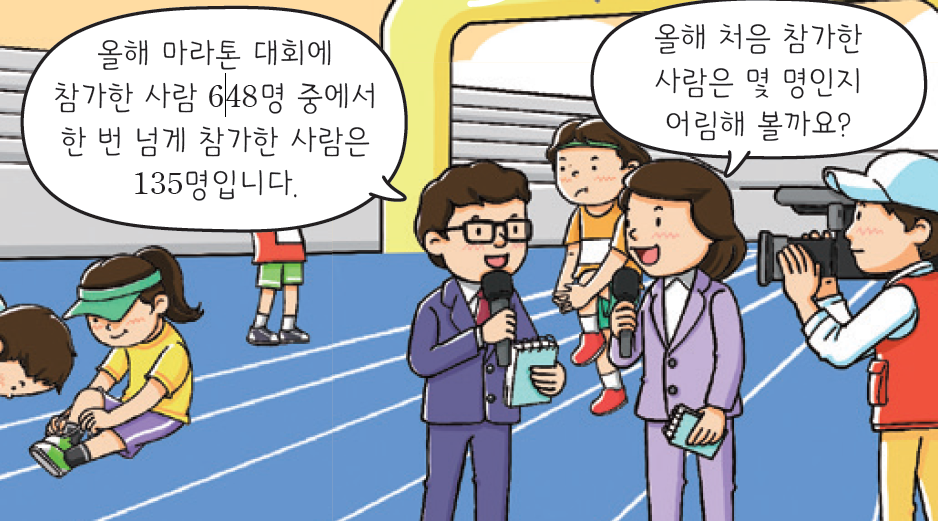 올해 마라톤 대회에
참가한 사람 648명 중에서
한 번 넘게 참가한 사람은
135명입니다.
올해 처음 참가한
사람은 몇 명인지
어림해 볼까요?